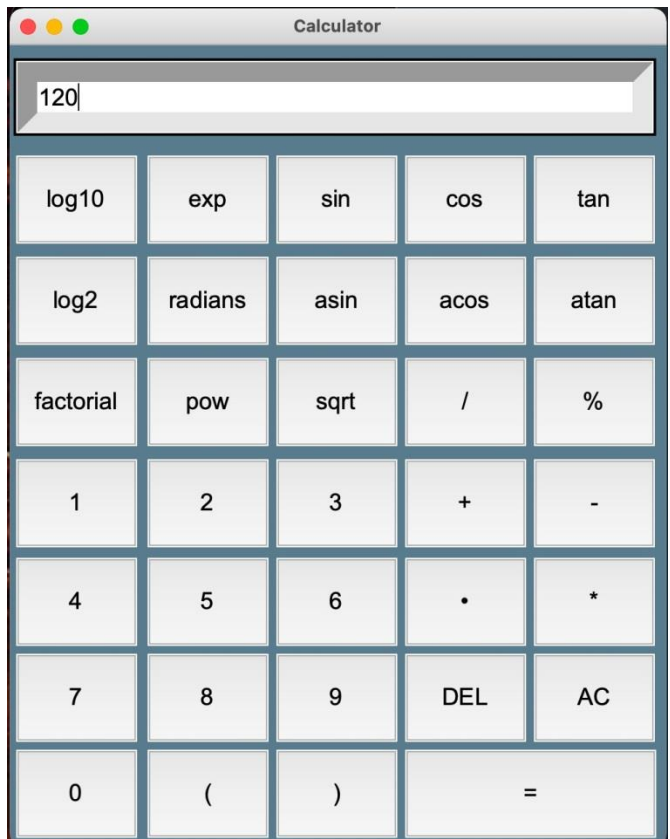 Calculator
120
log10 exp sin cos tan
log2 radians asin acos atan
factorial pow sqrt / %
1 2 3 + -
4 5 6 • *
7 8 9 DEL AC
0 ( ) =